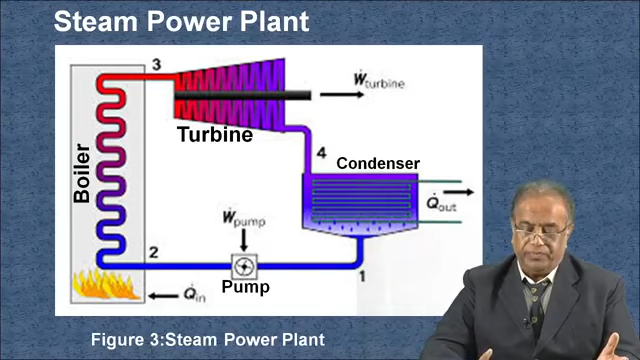 Steam Power Plant
3
Ẇturbine
Turbine
Boiler
4
Condenser
Q̇out
Ẇpump
2
1
Pump
Q̇in
Figure 3:Steam Power Plant